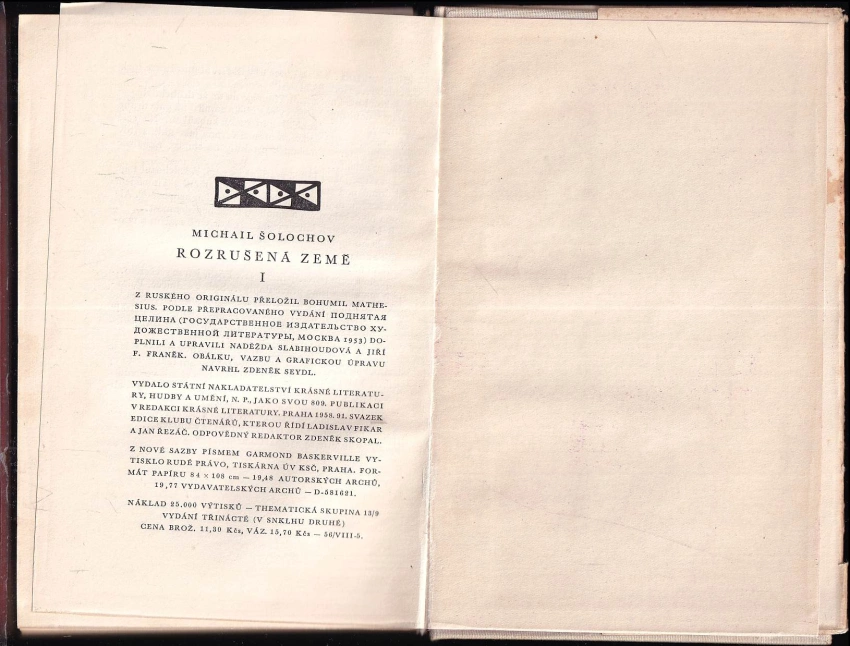 MICHAIL ŠOLOCHOV
ROZRUŠENÁ ZEMĚ
I
Z RUSKÉHO ORIGINÁLU PŘELOŽIL BOHUMIL MATHE-
SIUS. PODLE PŘEPRACOVANÉHO VYDÁNÍ ПОДНЯТАЯ
ЦЕЛИНА (ГОСУДАРСТВЕННОЕ ИЗДАТЕЛЬСТВО ХУ-
ДОЖЕСТВЕННОЙ ЛИТЕРАТУРЫ, МОСКВА 1953) DO-
PLNILI A UPRAVILI NADĚŽDA SLABIHOUDOVÁ A JIŘÍ
F. FRANĚK. OBÁLKU, VAZBU A GRAFICKOU ÚPRAVU
NAVRHL ZDENĚK SEYDL.
VYDALO STÁTNÍ NAKLADATELSTVÍ KRÁSNÉ LITERATU-
RY, HUDBY A UMĚNÍ, N. P., JAKO SVOU 809. PUBLIKACI
V REDAKCI KRÁSNÉ LITERATURY. PRAHA 1958. 91. SVAZEK
EDICE KLUBU ČTENÁŘŮ, KTEROU ŘÍDÍ LADISLAV FIKAR
A JAN ŘEZÁČ. ODPOVĚDNÝ REDAKTOR ZDENĚK SKOPAL.
Z NOVÉ SAZBY PÍSMEM GARMOND BASKERVILLE VY-
TISKLO RUDÉ PRÁVO, TISKÁRNA ÚV KSČ, PRAHA. FOR-
MÁT PAPÍRU 84 × 108 cm — 19,48 AUTORSKÝCH ARCHŮ,
19,77 VYDAVATELSKÝCH ARCHŮ — D-581621.
NÁKLAD 25.000 VÝTISKŮ — THEMATICKÁ SKUPINA 13/9
VYDÁNÍ TŘINÁCTÉ (V SNKLHU DRUHÉ)
CENA BROŽ. 11,30 Kčs, VÁZ. 15,70 Kčs — 56/VIII-5.